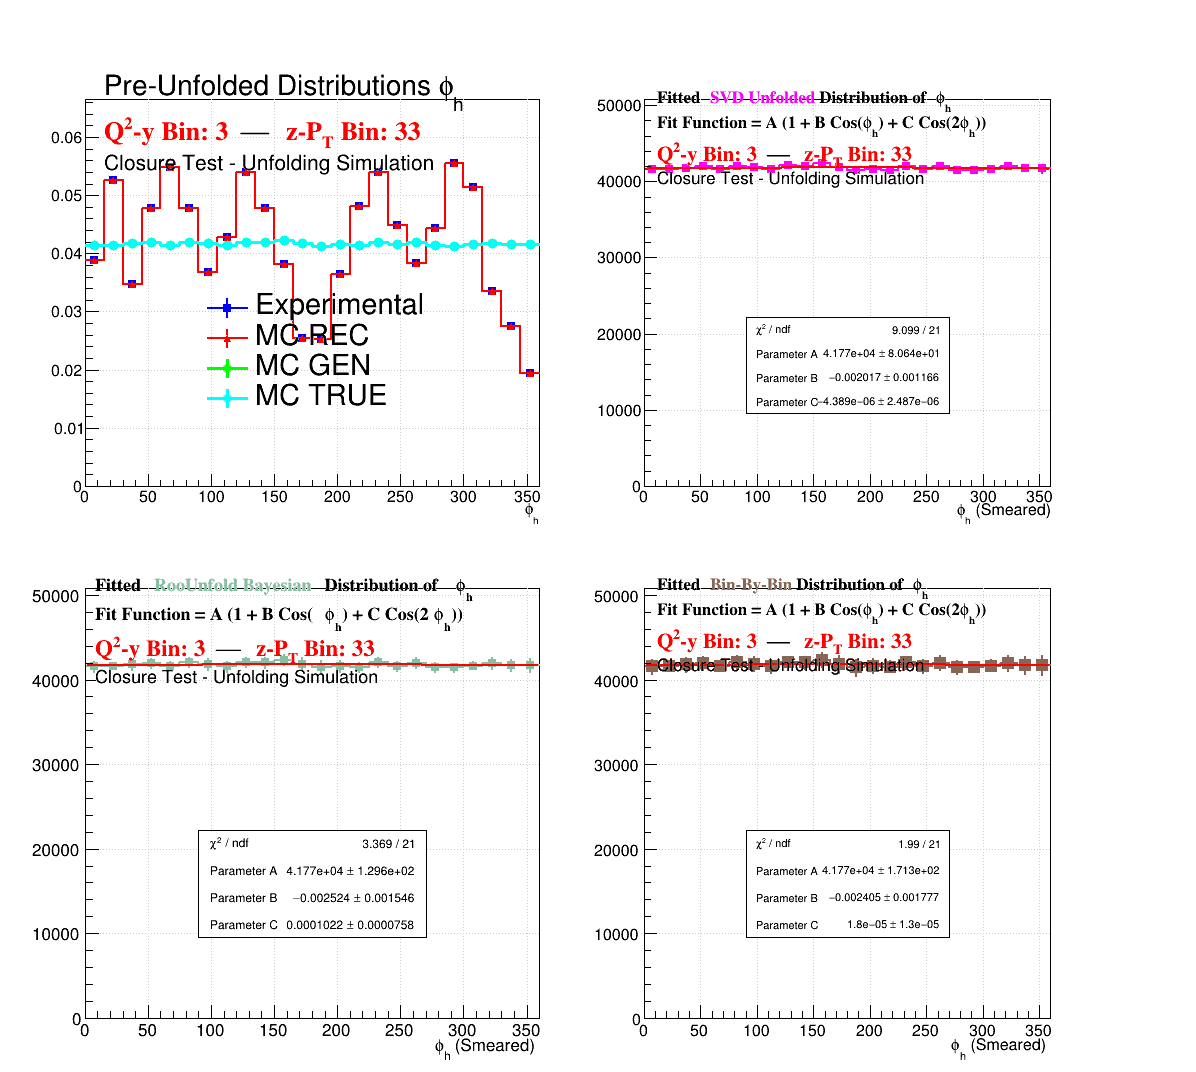 Pre-Unfolded Distributions ϕh
Q²-y Bin: 3 — z-PT Bin: 33
Closure Test - Unfolding Simulation
0.06
0.05
0.04
0.03
0.02
0.01
0
Experimental
MC REC
MC GEN
MC TRUE
0 50 100 150 200 250 300 350
ϕh
Fitted SVD Unfolded Distribution of ϕh
Fit Function = A (1 + B Cos(ϕh) + C Cos(2ϕh))
Q²-y Bin: 3 — z-PT Bin: 33
Closure Test - Unfolding Simulation
50000
40000
30000
20000
10000
0
χ² / ndf 9.099 / 21
Parameter A 4.177e+04 ± 8.064e+01
Parameter B −0.002017 ± 0.001166
Parameter C −4.389e−06 ± 2.487e−06
0 50 100 150 200 250 300 350
ϕh (Smeared)
Fitted RooUnfold Bayesian Distribution of ϕh
Fit Function = A (1 + B Cos( ϕh) + C Cos(2 ϕh))
Q²-y Bin: 3 — z-PT Bin: 33
Closure Test - Unfolding Simulation
50000
40000
30000
20000
10000
0
χ² / ndf 3.369 / 21
Parameter A 4.177e+04 ± 1.296e+02
Parameter B −0.002524 ± 0.001546
Parameter C 0.0001022 ± 0.0000758
0 50 100 150 200 250 300 350
ϕh (Smeared)
Fitted Bin-By-Bin Distribution of ϕh
Fit Function = A (1 + B Cos(ϕh) + C Cos(2ϕh))
Q²-y Bin: 3 — z-PT Bin: 33
Closure Test - Unfolding Simulation
50000
40000
30000
20000
10000
0
χ² / ndf 1.99 / 21
Parameter A 4.177e+04 ± 1.713e+02
Parameter B −0.002405 ± 0.001777
Parameter C 1.8e−05 ± 1.3e−05
0 50 100 150 200 250 300 350
ϕh (Smeared)